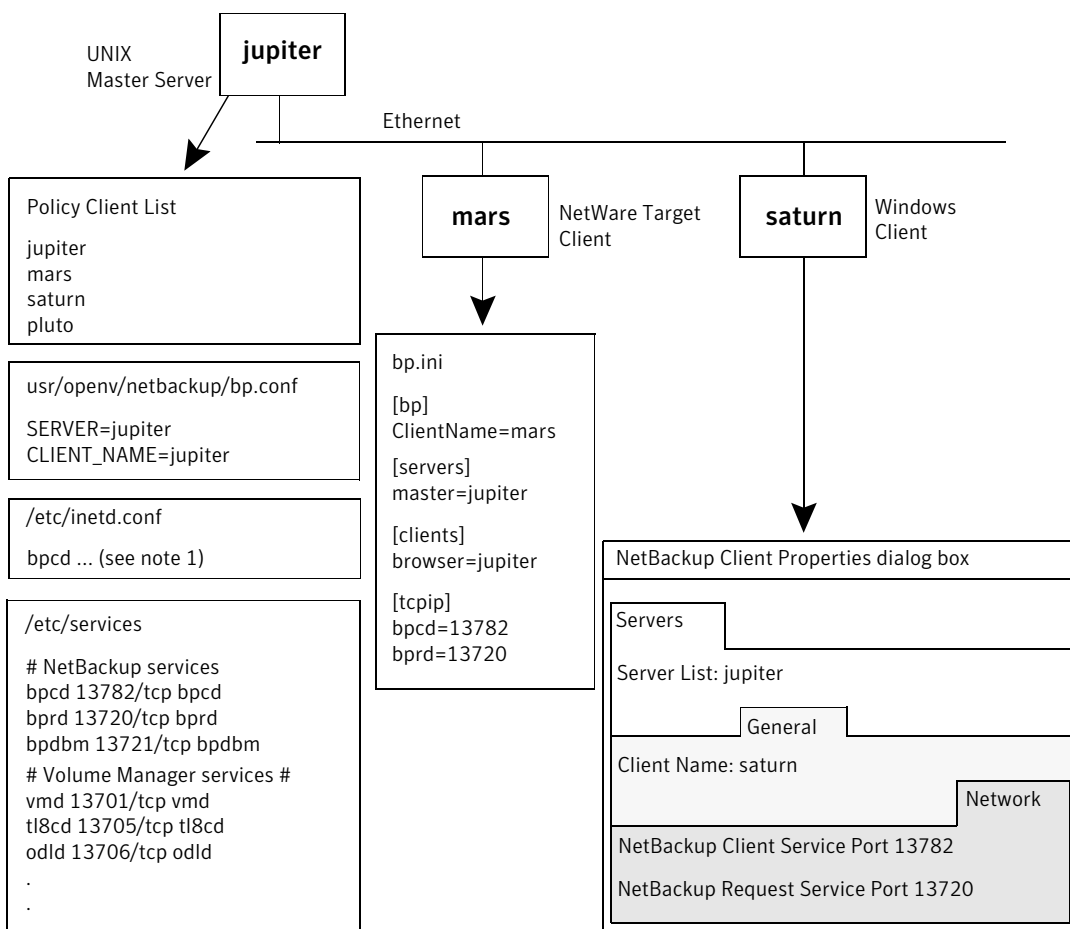 jupiter
UNIX
Master Server
Ethernet
Policy Client List
jupiter
mars
saturn
pluto
mars
NetWare Target
Client
saturn
Windows
Client
usr/openv/netbackup/bp.conf
SERVER=jupiter
CLIENT_NAME=jupiter
/etc/inetd.conf
bpcd ... (see note 1)
/etc/services
# NetBackup services
bpcd 13782/tcp bpcd
bprd 13720/tcp bprd
bpdbm 13721/tcp bpdbm
# Volume Manager services #
vmd 13701/tcp vmd
tl8cd 13705/tcp tl8cd
odld 13706/tcp odld
.
.
bp.ini
[bp]
ClientName=mars
[servers]
master=jupiter
[clients]
browser=jupiter
[tcpip]
bpcd=13782
bprd=13720
NetBackup Client Properties dialog box
Servers
Server List: jupiter
General
Client Name: saturn
Network
NetBackup Client Service Port 13782
NetBackup Request Service Port 13720